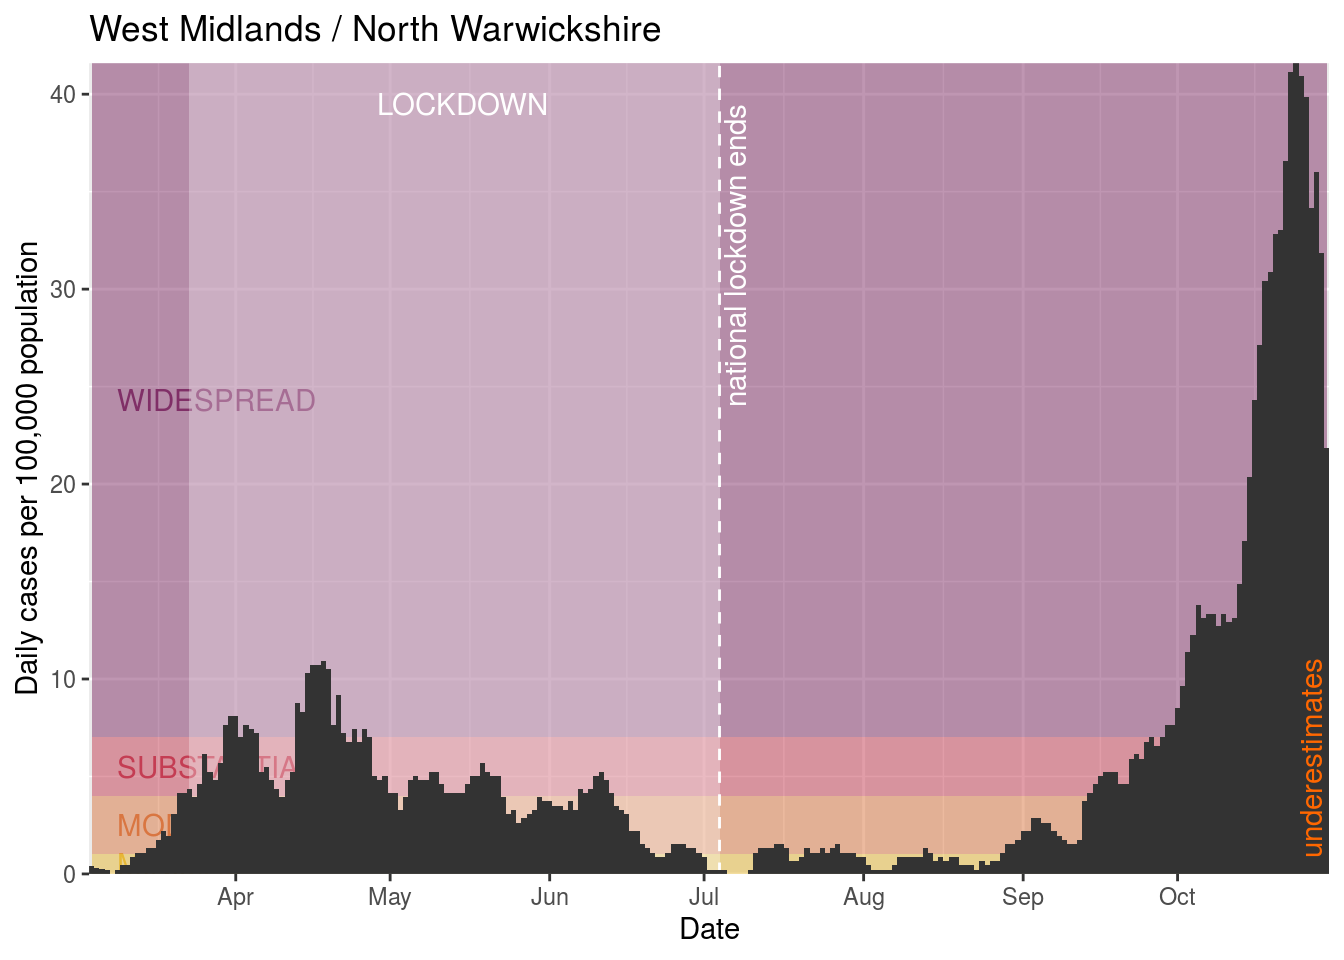 West Midlands / North Warwickshire
Daily cases per 100,000 population
40
30
20
10
0
LOCKDOWN
national lockdown ends
WIDESPREAD
underestimates
Apr
May
Jun
Jul
Aug
Sep
Oct
Date